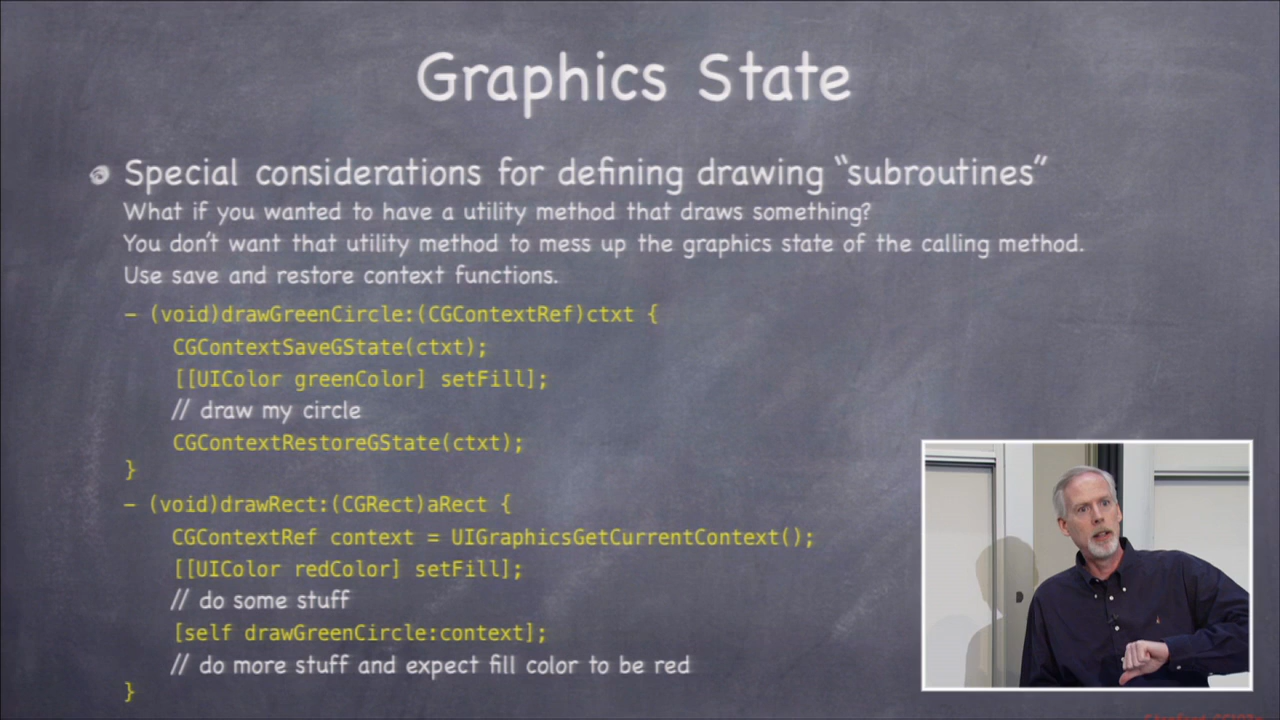 Graphics State
Special considerations for defining drawing “subroutines”
What if you wanted to have a utility method that draws something?
You don’t want that utility method to mess up the graphics state of the calling method.
Use save and restore context functions.
– (void)drawGreenCircle:(CGContextRef)ctxt {
CGContextSaveGState(ctxt);
[[UIColor greenColor] setFill];
// draw my circle
CGContextRestoreGState(ctxt);
}
– (void)drawRect:(CGRect)aRect {
CGContextRef context = UIGraphicsGetCurrentContext();
[[UIColor redColor] setFill];
// do some stuff
[self drawGreenCircle:context];
// do more stuff and expect fill color to be red
}